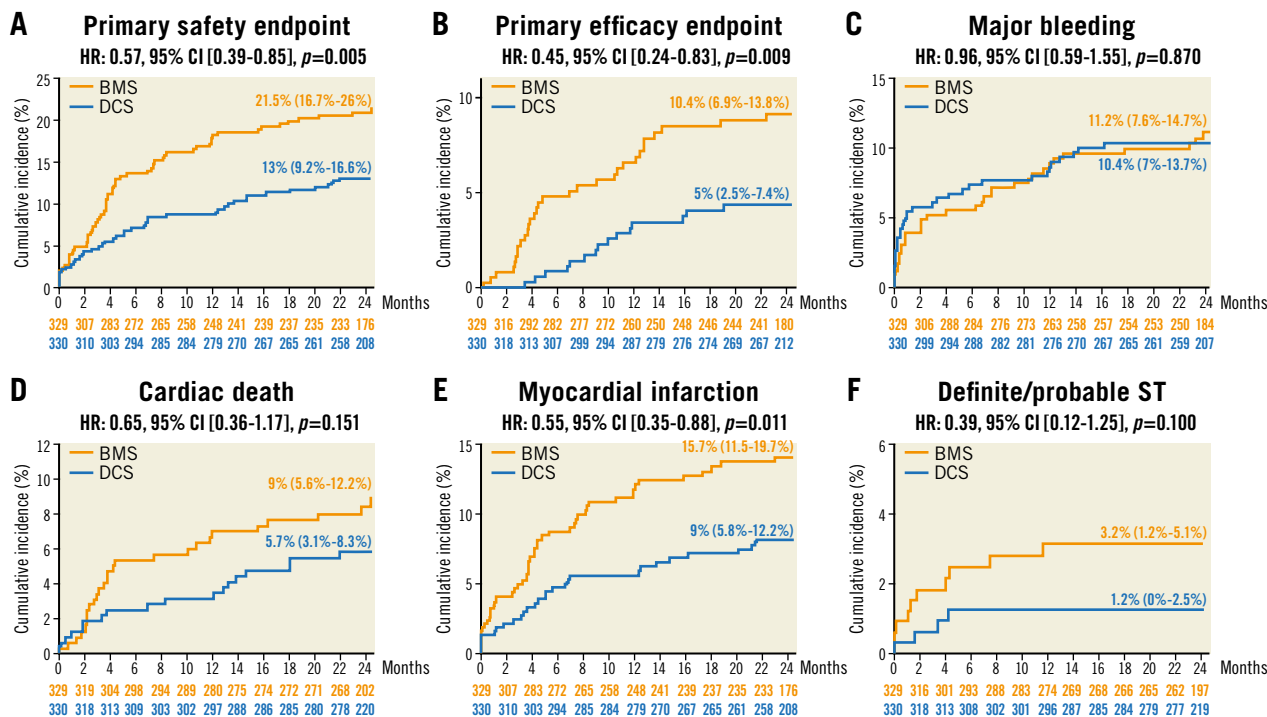 A Primary safety endpoint
HR: 0.57, 95% CI [0.39-0.85], p=0.005
Cumulative incidence (%)
25
20
15
10
5
0
BMS
DCS
21.5% (16.7%-26%)
13% (9.2%-16.6%)
0 2 4 6 8 10 12 14 16 18 20 22 24 Months
329 307 283 272 265 258 248 241 239 237 235 233 176
330 310 303 294 285 284 279 270 267 265 261 258 208
B Primary efficacy endpoint
HR: 0.45, 95% CI [0.24-0.83], p=0.009
Cumulative incidence (%)
10
5
0
BMS
DCS
10.4% (6.9%-13.8%)
5% (2.5%-7.4%)
0 2 4 6 8 10 12 14 16 18 20 22 24 Months
329 316 292 282 277 272 260 250 248 246 244 241 180
330 318 313 307 299 294 287 279 276 274 269 267 212
C Major bleeding
HR: 0.96, 95% CI [0.59-1.55], p=0.870
Cumulative incidence (%)
15
10
5
0
BMS
DCS
11.2% (7.6%-14.7%)
10.4% (7%-13.7%)
0 2 4 6 8 10 12 14 16 18 20 22 24
329 306 288 284 276 273 263 258 257 254 253 250 184
330 299 294 288 282 281 276 270 267 265 261 259 207
D Cardiac death
HR: 0.65, 95% CI [0.36-1.17], p=0.151
Cumulative incidence (%)
12
10
8
6
4
2
0
BMS
DCS
9% (5.6%-12.2%)
5.7% (3.1%-8.3%)
0 2 4 6 8 10 12 14 16 18 20 22 24 Months
329 319 304 298 294 289 280 275 274 272 271 268 202
330 318 313 309 303 302 297 288 286 285 280 278 220
E Myocardial infarction
HR: 0.55, 95% CI [0.35-0.88], p=0.011
Cumulative incidence (%)
15
10
5
0
BMS
DCS
15.7% (11.5-19.7%)
9% (5.8%-12.2%)
0 2 4 6 8 10 12 14 16 18 20 22 24 Months
329 307 283 272 265 258 248 241 239 237 235 233 176
330 310 303 294 285 284 279 270 267 265 261 258 208
F Definite/probable ST
HR: 0.39, 95% CI [0.12-1.25], p=0.100
Cumulative incidence (%)
6
4
2
0
BMS
DCS
3.2% (1.2%-5.1%)
1.2% (0%-2.5%)
0 2 4 6 8 10 12 14 16 18 20 22 24
329 316 301 293 288 283 274 269 268 266 265 262 197
330 318 313 308 302 301 296 287 285 284 279 277 219